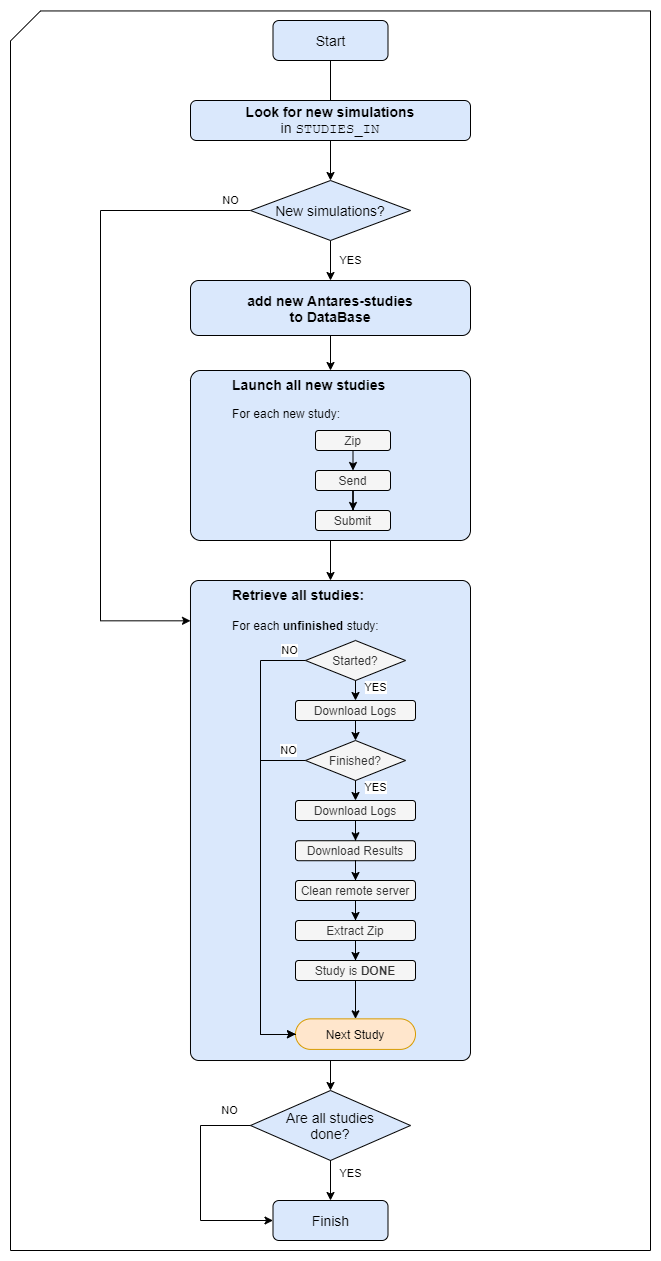 Start
Look for new simulations
in STUDIES_IN
NO
New simulations?
YES
add new Antares-studies
to DataBase
Launch all new studies
For each new study:
Zip
Send
Submit
Retrieve all studies:
For each unfinished study:
NO
Started?
YES
Download Logs
NO
Finished?
YES
Download Logs
Download Results
Clean remote server
Extract Zip
Study is DONE
Next Study
NO
Are all studies
done?
YES
Finish